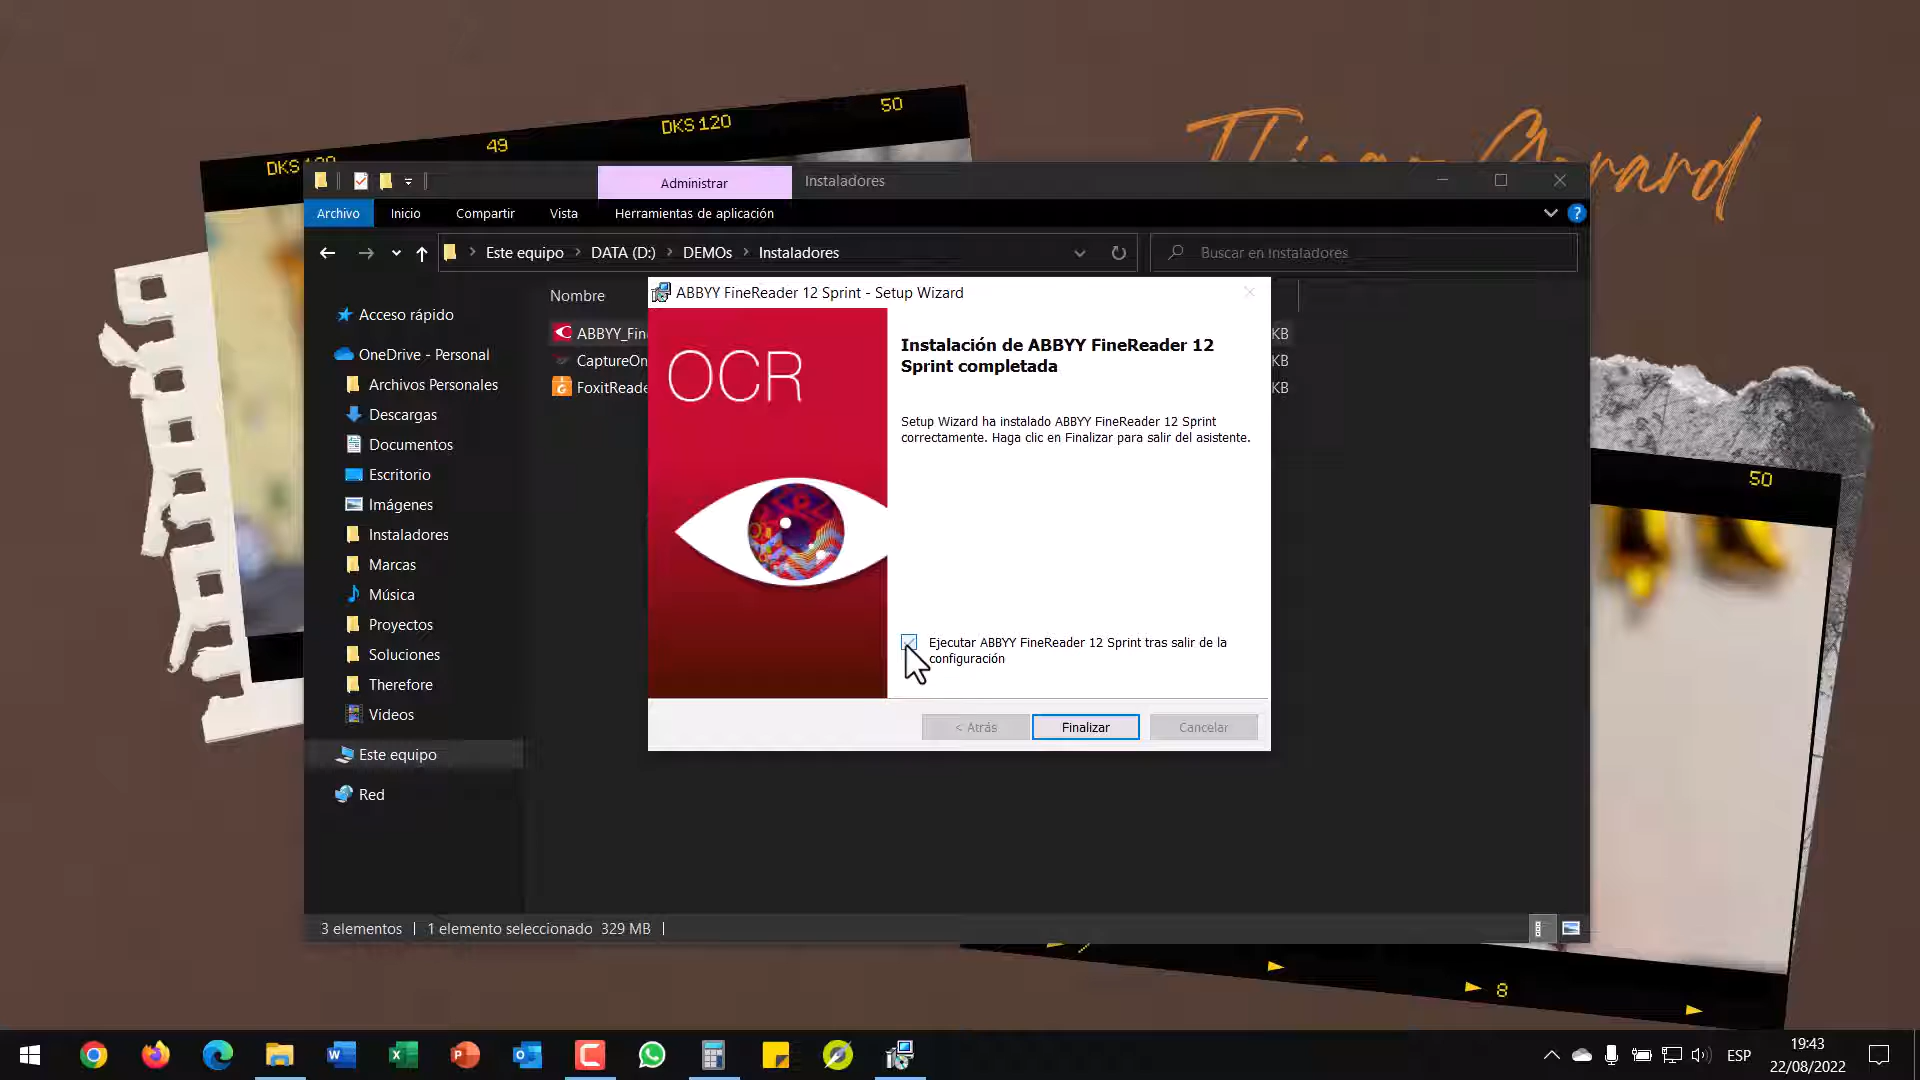 50
DKS 120
49
Administrar
Instaladores
Archivo
Inicio
Compartir
Vista
Herramientas de aplicación
Este equipo
DATA (D:)
DEMOs
Instaladores
Buscar en Instaladores
Nombre
ABBYY_Fin
KB
CaptureOn
KB
FoxitReade
KB
Acceso rápido
OneDrive - Personal
Archivos Personales
Descargas
Documentos
Escritorio
Imágenes
Instaladores
Marcas
Música
Proyectos
Soluciones
Therefore
Videos
Este equipo
Red
ABBYY FineReader 12 Sprint - Setup Wizard
OCR
Instalación de ABBYY FineReader 12
Sprint completada
Setup Wizard ha instalado ABBYY FineReader 12 Sprint
correctamente. Haga clic en Finalizar para salir del asistente.
Ejecutar ABBYY FineReader 12 Sprint tras salir de la
configuración
< Atrás
Finalizar
Cancelar
50
8
3 elementos
1 elemento seleccionado 329 MB
ESP
19:43
22/08/2022